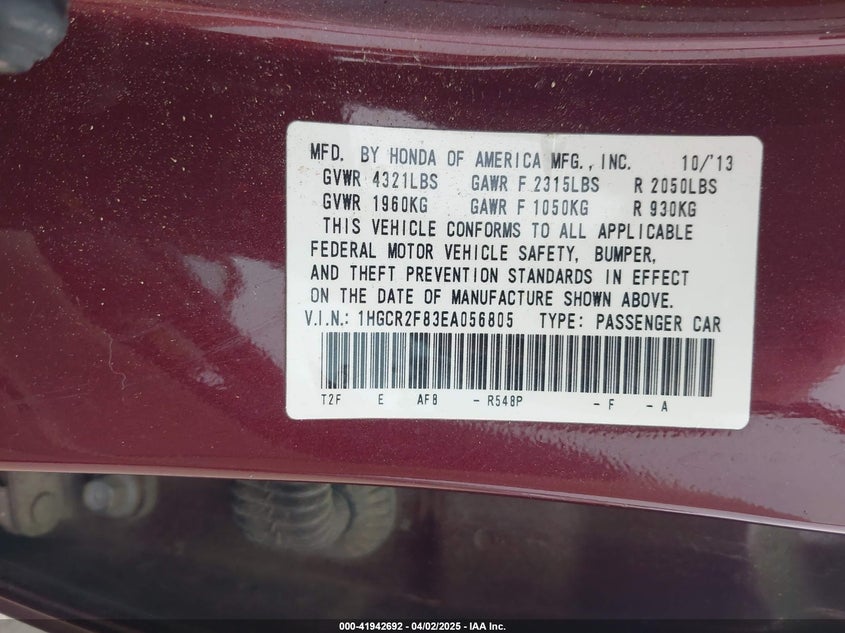 MFD. BY HONDA OF AMERICA MFG., INC. 10/'13
GVWR 4321LBS GAWR F 2315LBS R 2050LBS
GVWR 1960KG GAWR F 1050KG R 930KG
THIS VEHICLE CONFORMS TO ALL APPLICABLE
FEDERAL MOTOR VEHICLE SAFETY, BUMPER,
AND THEFT PREVENTION STANDARDS IN EFFECT
ON THE DATE OF MANUFACTURE SHOWN ABOVE.
V.I.N.: 1HGCR2F83EA056805 TYPE: PASSENGER CAR
T2F E AF8 - R548P - F - A
000-41942692 | 04/02/2025 - IAA Inc.